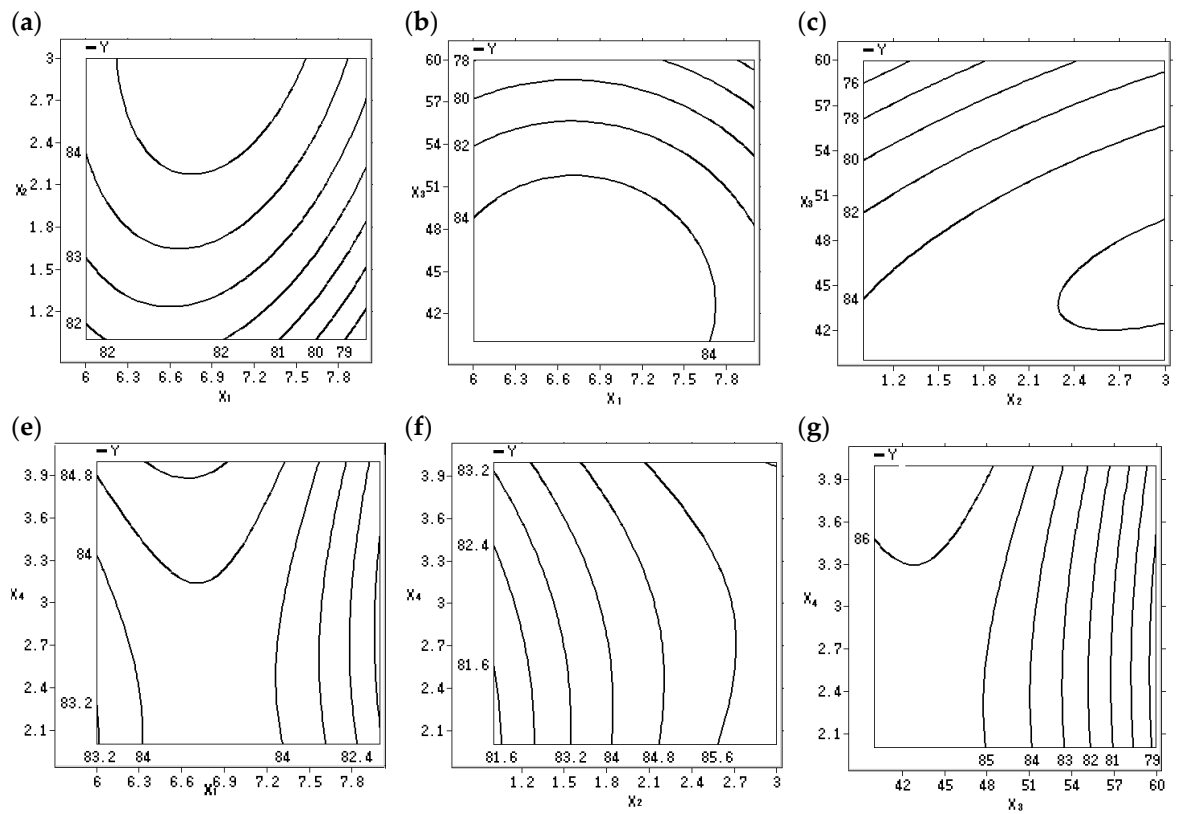 (a)
Y
3
2.7
2.4
84
2.1
X2
1.8
83
1.5
1.2
82
82 82 81 80 79
6 6.3 6.6 6.9 7.2 7.5 7.8
X1
(b)
Y
60
78
57
80
54
82
51
X3
84
48
45
42
84
6 6.3 6.6 6.9 7.2 7.5 7.8
X1
(c)
Y
60
76
57
78
54
80
51
X3
82
48
45
84
42
1.2 1.5 1.8 2.1 2.4 2.7 3
X2
(e)
Y
3.9
84.8
3.6
84
3.3
X4
3
2.7
2.4
83.2
2.1
83.2 84 84 82.4
6 6.3 6.6 6.9 7.2 7.5 7.8
X1
(f)
Y
3.9
83.2
3.6
82.4
3.3
X4
3
2.7
81.6
2.4
2.1
81.6 83.2 84 84.8 85.6
1.2 1.5 1.8 2.1 2.4 2.7 3
X2
(g)
Y
3.9
3.6
86
3.3
X4
3
2.7
2.4
2.1
85 84 83 82 81 79
42 45 48 51 54 57 60
X3